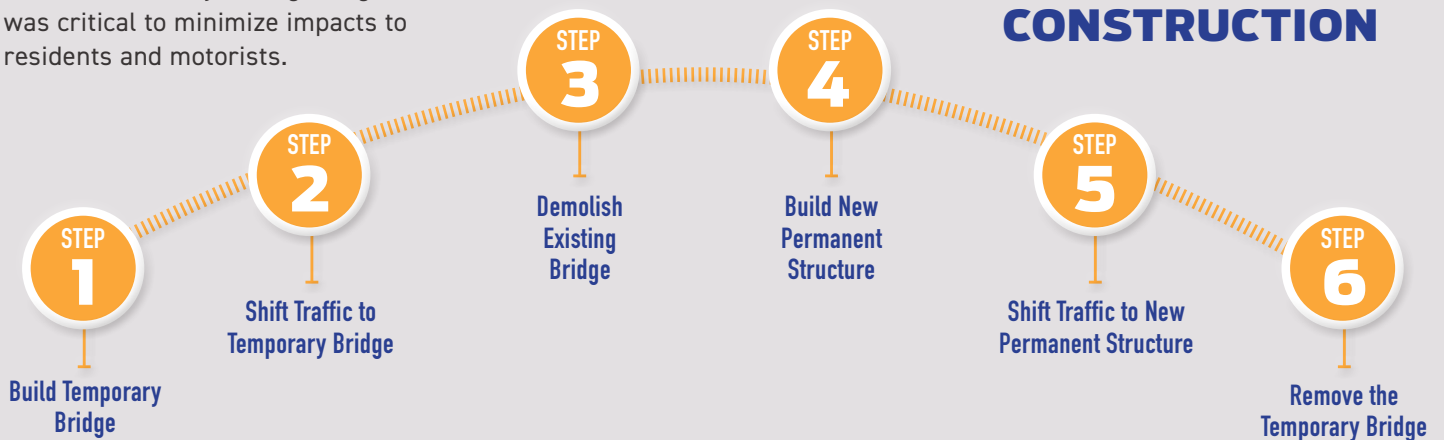 was critical to minimize impacts to
residents and motorists.
CONSTRUCTION
STEP
1
Build Temporary
Bridge
STEP
2
Shift Traffic to
Temporary Bridge
STEP
3
Demolish
Existing
Bridge
STEP
4
Build New
Permanent
Structure
STEP
5
Shift Traffic to New
Permanent Structure
STEP
6
Remove the
Temporary Bridge